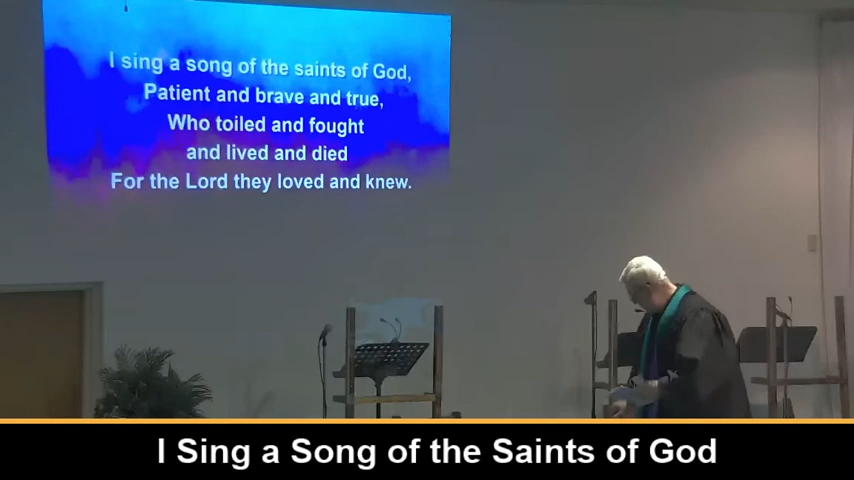 I sing a song of the saints of God,
Patient and brave and true,
Who toiled and fought
and lived and died
For the Lord they loved and knew.
I Sing a Song of the Saints of God